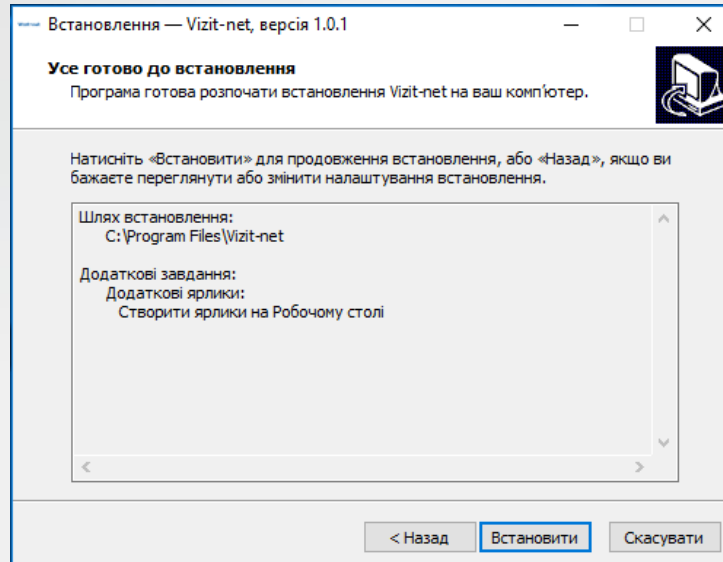 Встановлення — Vizit-net, версія 1.0.1
Усе готово до встановлення
Програма готова розпочати встановлення Vizit-net на ваш комп'ютер.
Натисніть «Встановити» для продовження встановлення, або «Назад», якщо ви
бажаєте переглянути або змінити налаштування встановлення.
Шлях встановлення:
C:\Program Files\Vizit-net
Додаткові завдання:
Додаткові ярлики:
Створити ярлики на Робочому столі
< Назад
Встановити
Скасувати